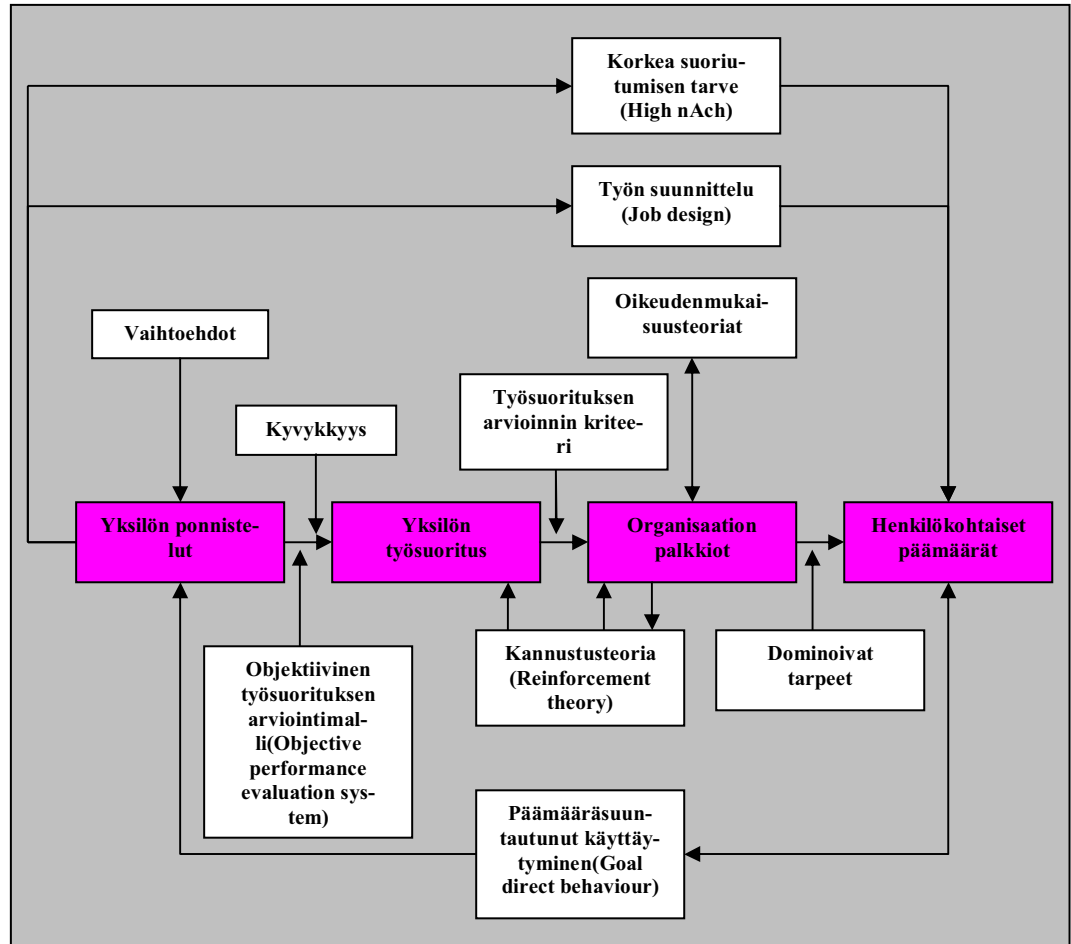 Korkea suoriu-
tumisen tarve
(High nAch)
Työn suunnittelu
(Job design)
Oikeudenmukai-
suusteoriat
Vaihtoehdot
Työsuorituksen
arvioinnin kritee-
ri
Kyvykkyys
Yksilön ponniste-
lut
Yksilön
työsuoritus
Organisaation
palkkiot
Henkilökohtaiset
päämäärät
Objektiivinen
työsuorituksen
arviointimal-
li(Objective
performance
evaluation sys-
tem)
Kannustusteoria
(Reinforcement
theory)
Dominoivat
tarpeet
Päämääräsuun-
tautunut käyttäy-
tyminen(Goal
direct behaviour)